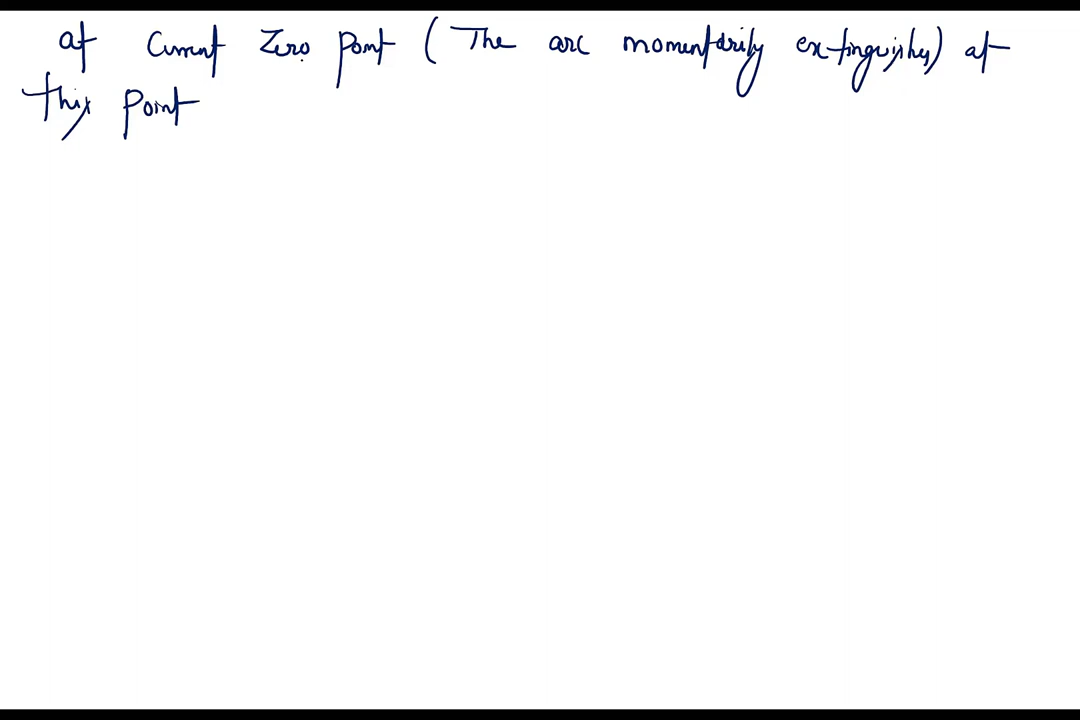 at Current Zero point ( The arc momentarily extinguishes) at
this point